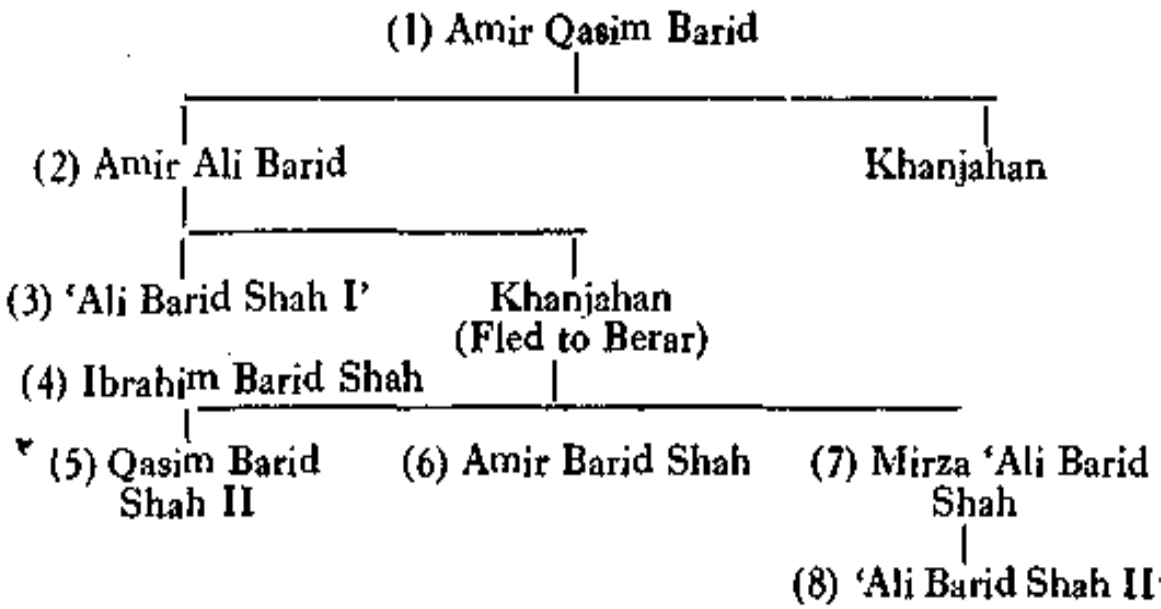 (1) Amir Qasim Barid
(2) Amir Ali Barid
Khanjahan
(3) ‘Ali Barid Shah I’
Khanjahan
(Fled to Berar)
(4) Ibrahim Barid Shah
(5) Qasim Barid
Shah II
(6) Amir Barid Shah
(7) Mirza ‘Ali Barid
Shah
(8) ‘Ali Barid Shah II’